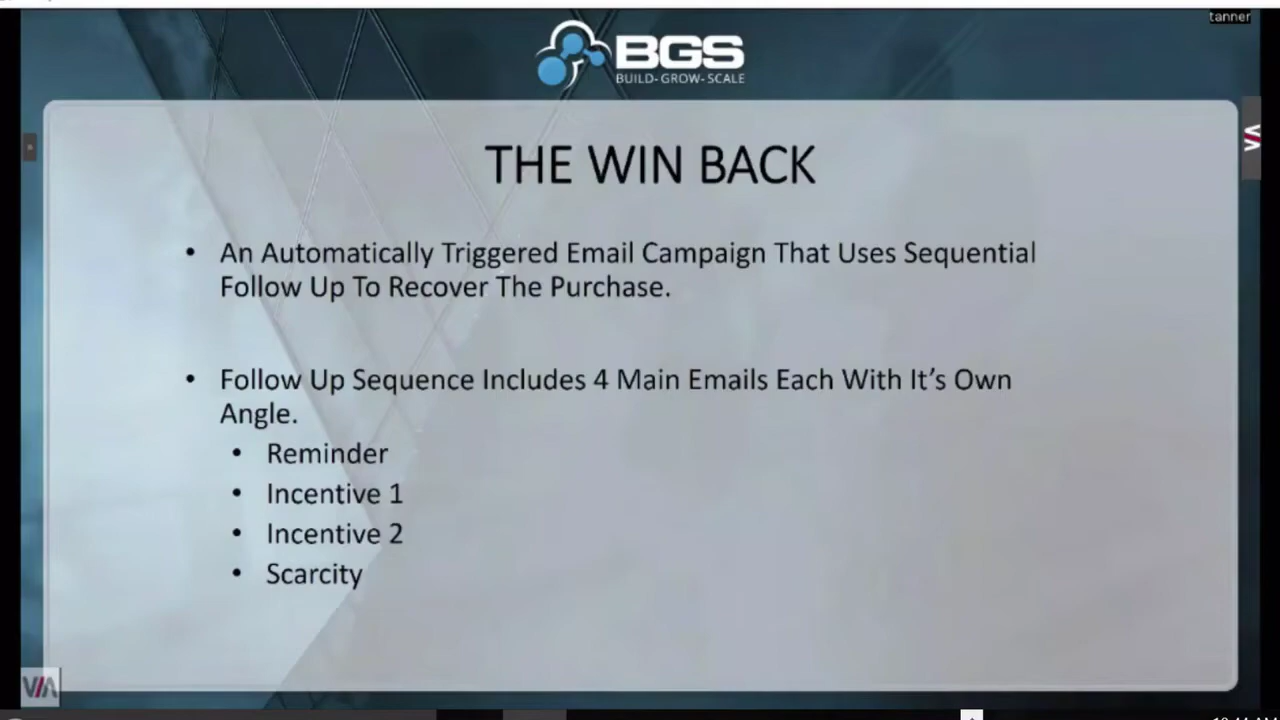 tanner
BGS
BUILD-GROW-SCALE
THE WIN BACK
• An Automatically Triggered Email Campaign That Uses Sequential
Follow Up To Recover The Purchase.
• Follow Up Sequence Includes 4 Main Emails Each With It’s Own
Angle.
• Reminder
• Incentive 1
• Incentive 2
• Scarcity
VIA